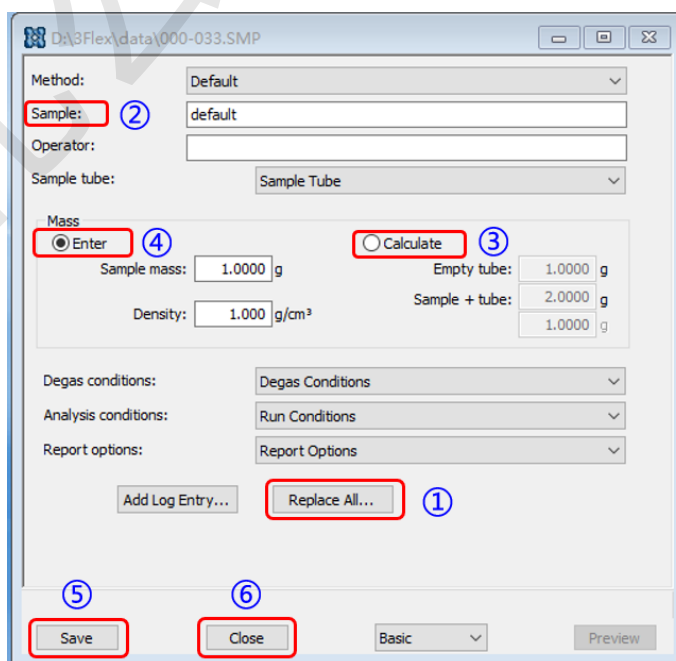 D:\3Flex\data\000-033.SMP
Method: Default
Sample: ② default
Operator:
Sample tube: Sample Tube
Mass
Enter ④ Calculate ③
Sample mass: 1.0000 g Empty tube: 1.0000 g
Density: 1.000 g/cm³ Sample + tube: 2.0000 g
1.0000 g
Degas conditions: Degas Conditions
Analysis conditions: Run Conditions
Report options: Report Options
Add Log Entry... Replace All... ①
⑤ ⑥
Save Close Basic Preview